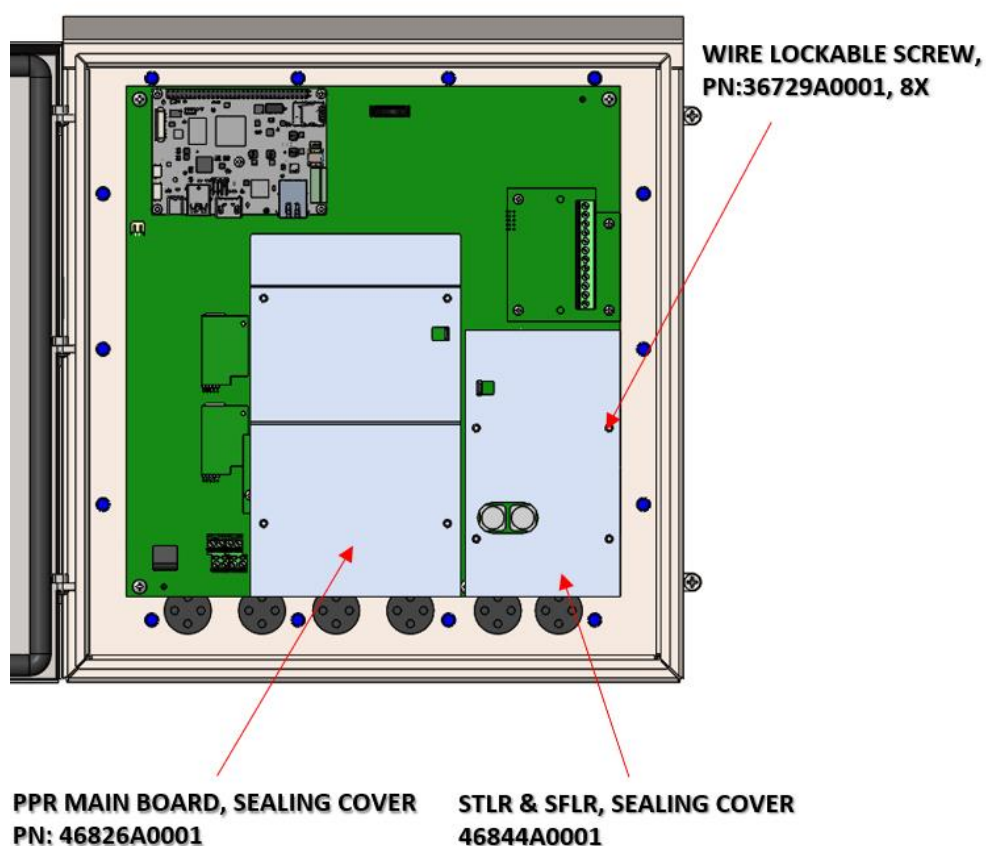 WIRE LOCKABLE SCREW,
PN:36729A0001, 8X
PPR MAIN BOARD, SEALING COVER
PN: 46826A0001
STLR & SFLR, SEALING COVER
46844A0001